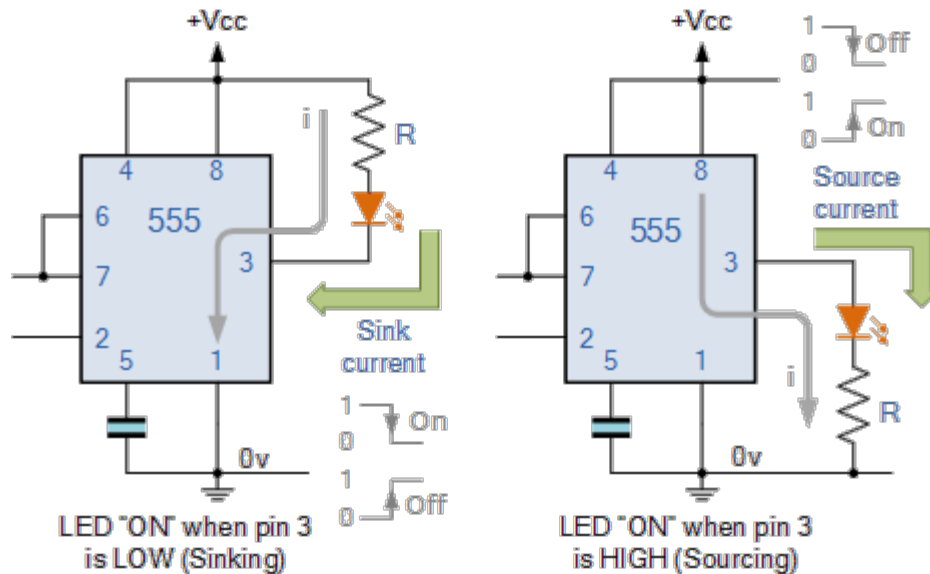 +Vcc
i
R
4
8
6
555
7
3
2
5
1
Sink
current
1
0
On
1
0
Off
0v
LED "ON" when pin 3
is LOW (Sinking)
+Vcc
1
0
Off
1
0
On
4
8
6
555
7
3
2
5
1
Source
current
i
R
0v
LED "ON" when pin 3
is HIGH (Sourcing)